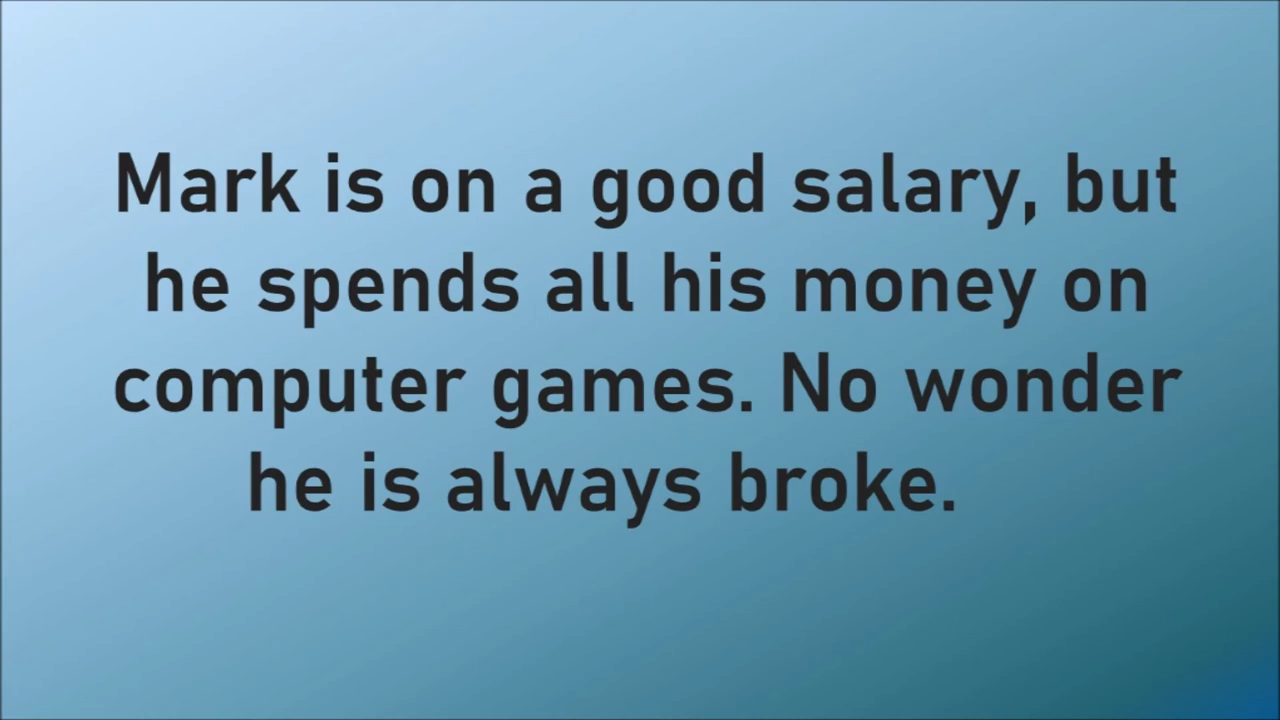 Mark is on a good salary, but
he spends all his money on
computer games. No wonder
he is always broke.